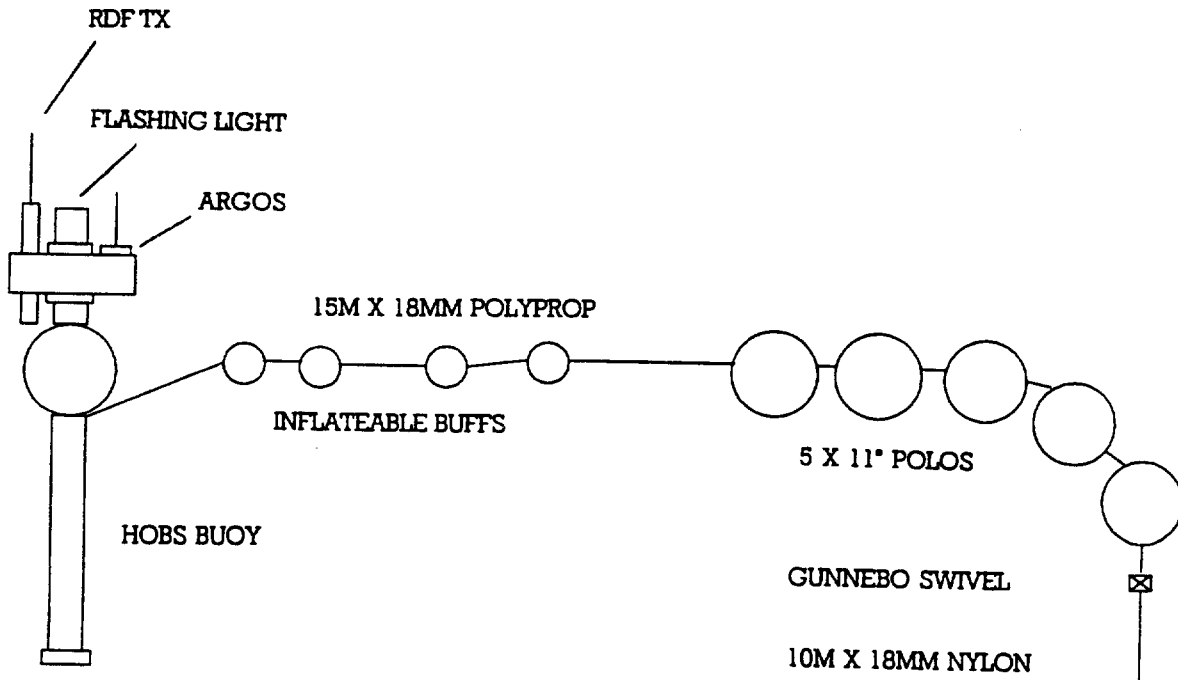 RDF TX
FLASHING LIGHT
ARGOS
15M X 18MM POLYPROP
INFLATEABLE BUFFS
5 X 11" POLOS
HOBS BUOY
GUNNEBO SWIVEL
10M X 18MM NYLON